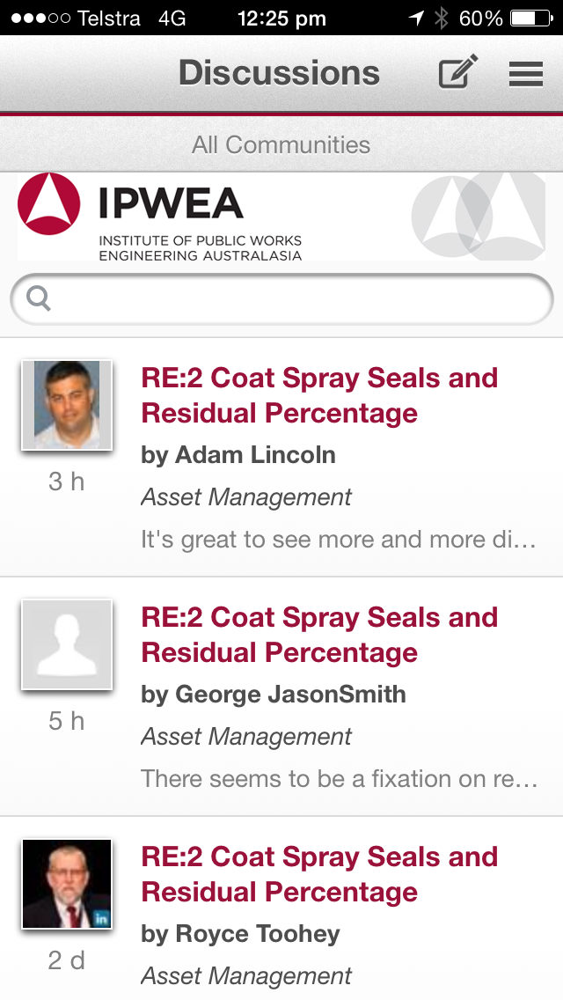 Telstra 4G 12:25 pm 60%
Discussions
All Communities
IPWEA
INSTITUTE OF PUBLIC WORKS
ENGINEERING AUSTRALASIA
RE:2 Coat Spray Seals and
Residual Percentage
by Adam Lincoln
3 h
Asset Management
It's great to see more and more di…
RE:2 Coat Spray Seals and
Residual Percentage
by George JasonSmith
5 h
Asset Management
There seems to be a fixation on re…
RE:2 Coat Spray Seals and
Residual Percentage
in
by Royce Toohey
2 d
Asset Management